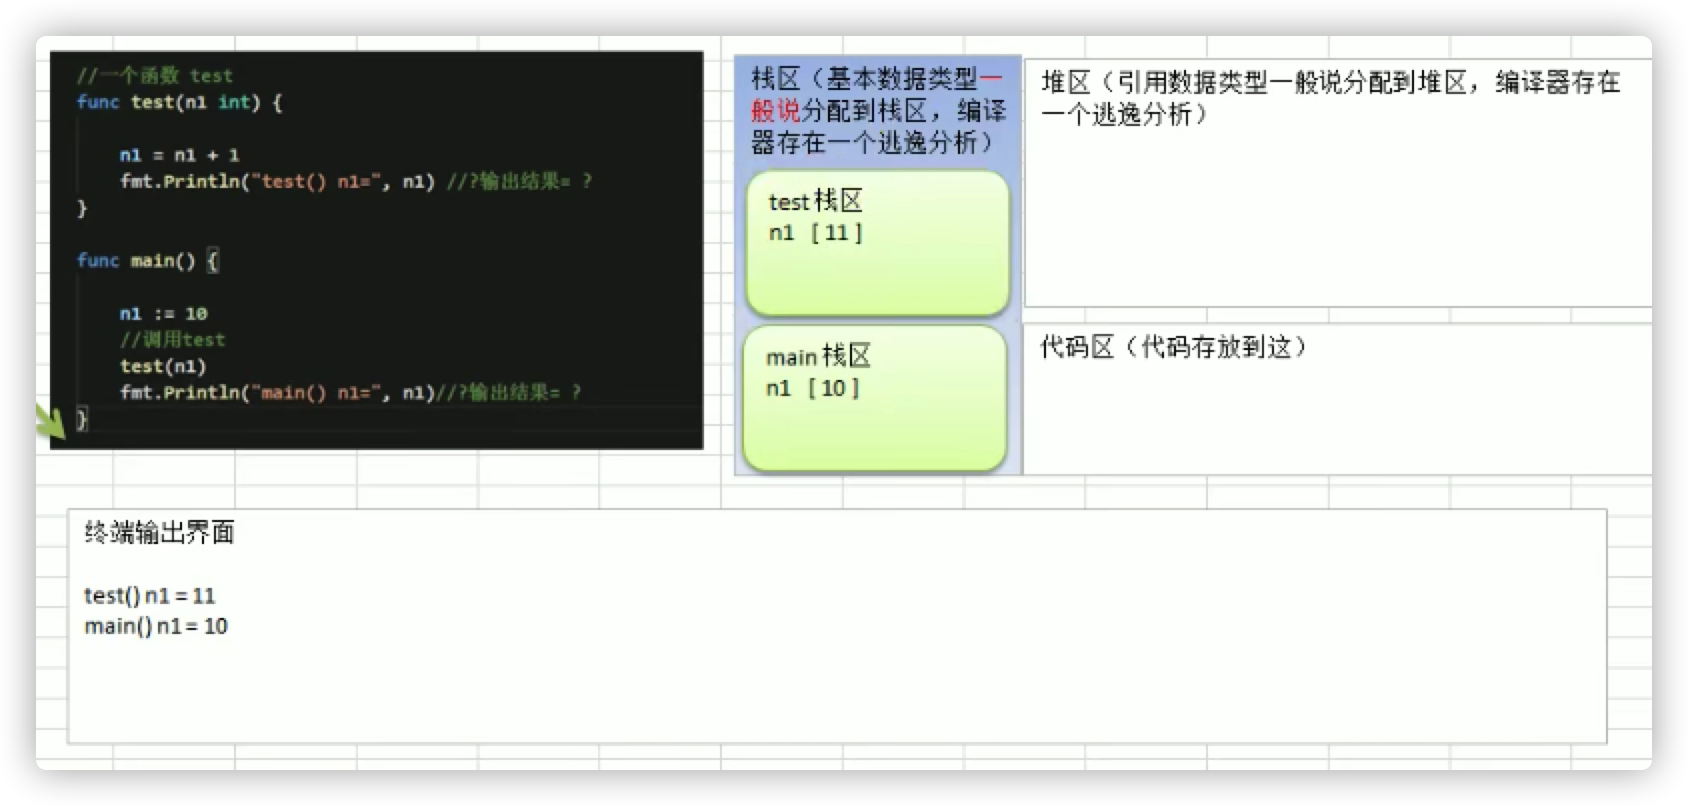 //一个函数 test
func test(n1 int) {
n1 = n1 + 1
fmt.Println("test() n1=", n1) //?输出结果= ?
}
func main() {
n1 := 10
//调用test
test(n1)
fmt.Println("main() n1=", n1)//?输出结果= ?
}
栈区（基本数据类型一
般说分配到栈区，编译
器存在一个逃逸分析）
test 栈区
n1 [ 11 ]
main 栈区
n1 [ 10 ]
堆区（引用数据类型一般说分配到堆区，编译器存在
一个逃逸分析）
代码区（代码存放到这）
终端输出界面
test() n1 = 11
main() n1 = 10